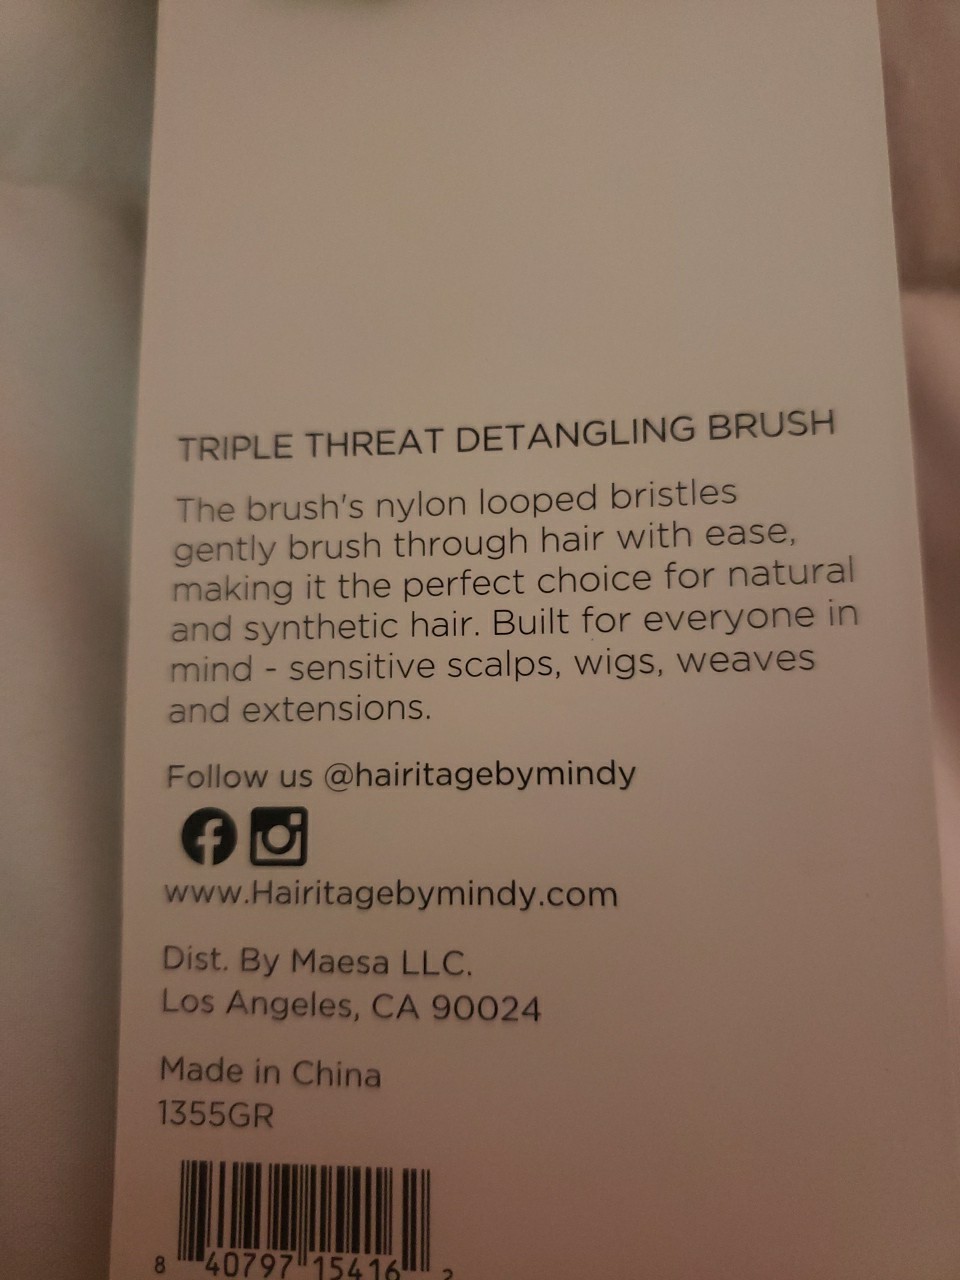 TRIPLE THREAT DETANGLING BRUSH
The brush's nylon looped bristles
gently brush through hair with ease,
making it the perfect choice for natural
and synthetic hair. Built for everyone in
mind - sensitive scalps, wigs, weaves
and extensions.
Follow us @hairitagebymindy
www.Hairitagebymindy.com
Dist. By Maesa LLC.
Los Angeles, CA 90024
Made in China
1355GR
8 40797 15416 2